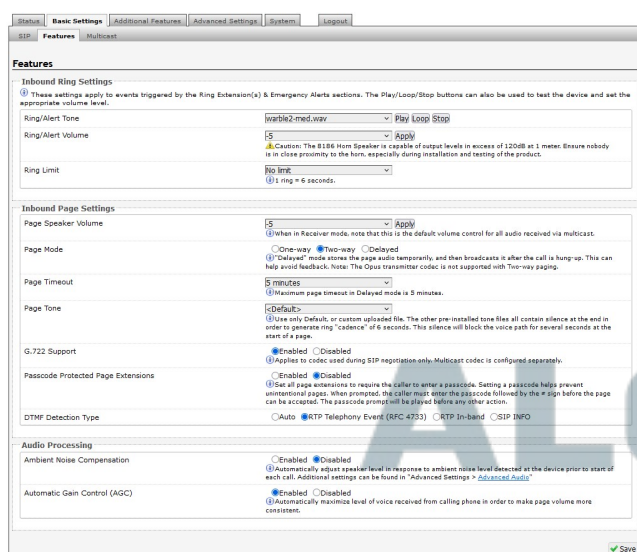 Status Basic Settings Additional Features Advanced Settings System Logout
SIP Features Multicast
Features
Inbound Ring Settings
These settings apply to events triggered by the Ring Extension(s) & Emergency Alerts sections. The Play/Loop/Stop buttons can also be used to test the device and set the
appropriate volume level.
Ring/Alert Tone warble2-med.wav Play Loop Stop
Ring/Alert Volume -5 Apply
Caution: The 8186 Horn Speaker is capable of output levels in excess of 120dB at 1 meter. Ensure nobody
is in close proximity to the horn, especially during installation and testing of the product.
Ring Limit No limit
1 ring = 6 seconds.
Inbound Page Settings
Page Speaker Volume -5 Apply
When in Receiver mode, note that this is the default volume control for all audio received via multicast.
Page Mode One-way Two-way Delayed
"Delayed" mode stores the page audio temporarily, and then broadcasts it after the call is hung-up. This can
help avoid feedback. Note: The Opus transmitter codec is not supported with Two-way paging.
Page Timeout 5 minutes
Maximum page timeout in Delayed mode is 5 minutes.
Page Tone <Default>
Use only Default, or custom uploaded file. The other pre-installed tone files all contain silence at the end in
order to generate ring "cadence" of 6 seconds. This silence will block the voice path for several seconds at the
start of a page.
G.722 Support Enabled Disabled
Applies to codec used during SIP negotiation only. Multicast codec is configured separately.
Passcode Protected Page Extensions Enabled Disabled
Set all page extensions to require the caller to enter a passcode. Setting a passcode helps prevent
unintentional pages. When prompted, the caller must enter the passcode followed by the # sign before the page
can be accepted. The passcode prompt will be played before any other action.
DTMF Detection Type Auto RTP Telephony Event (RFC 4733) RTP In-band SIP INFO
Audio Processing
Ambient Noise Compensation Enabled Disabled
Automatically adjust speaker level in response to ambient noise level detected at the device prior to start of
each call. Additional settings can be found in "Advanced Settings > Advanced Audio"
Automatic Gain Control (AGC) Enabled Disabled
Automatically maximize level of voice received from calling phone in order to make page volume more
consistent.
Save